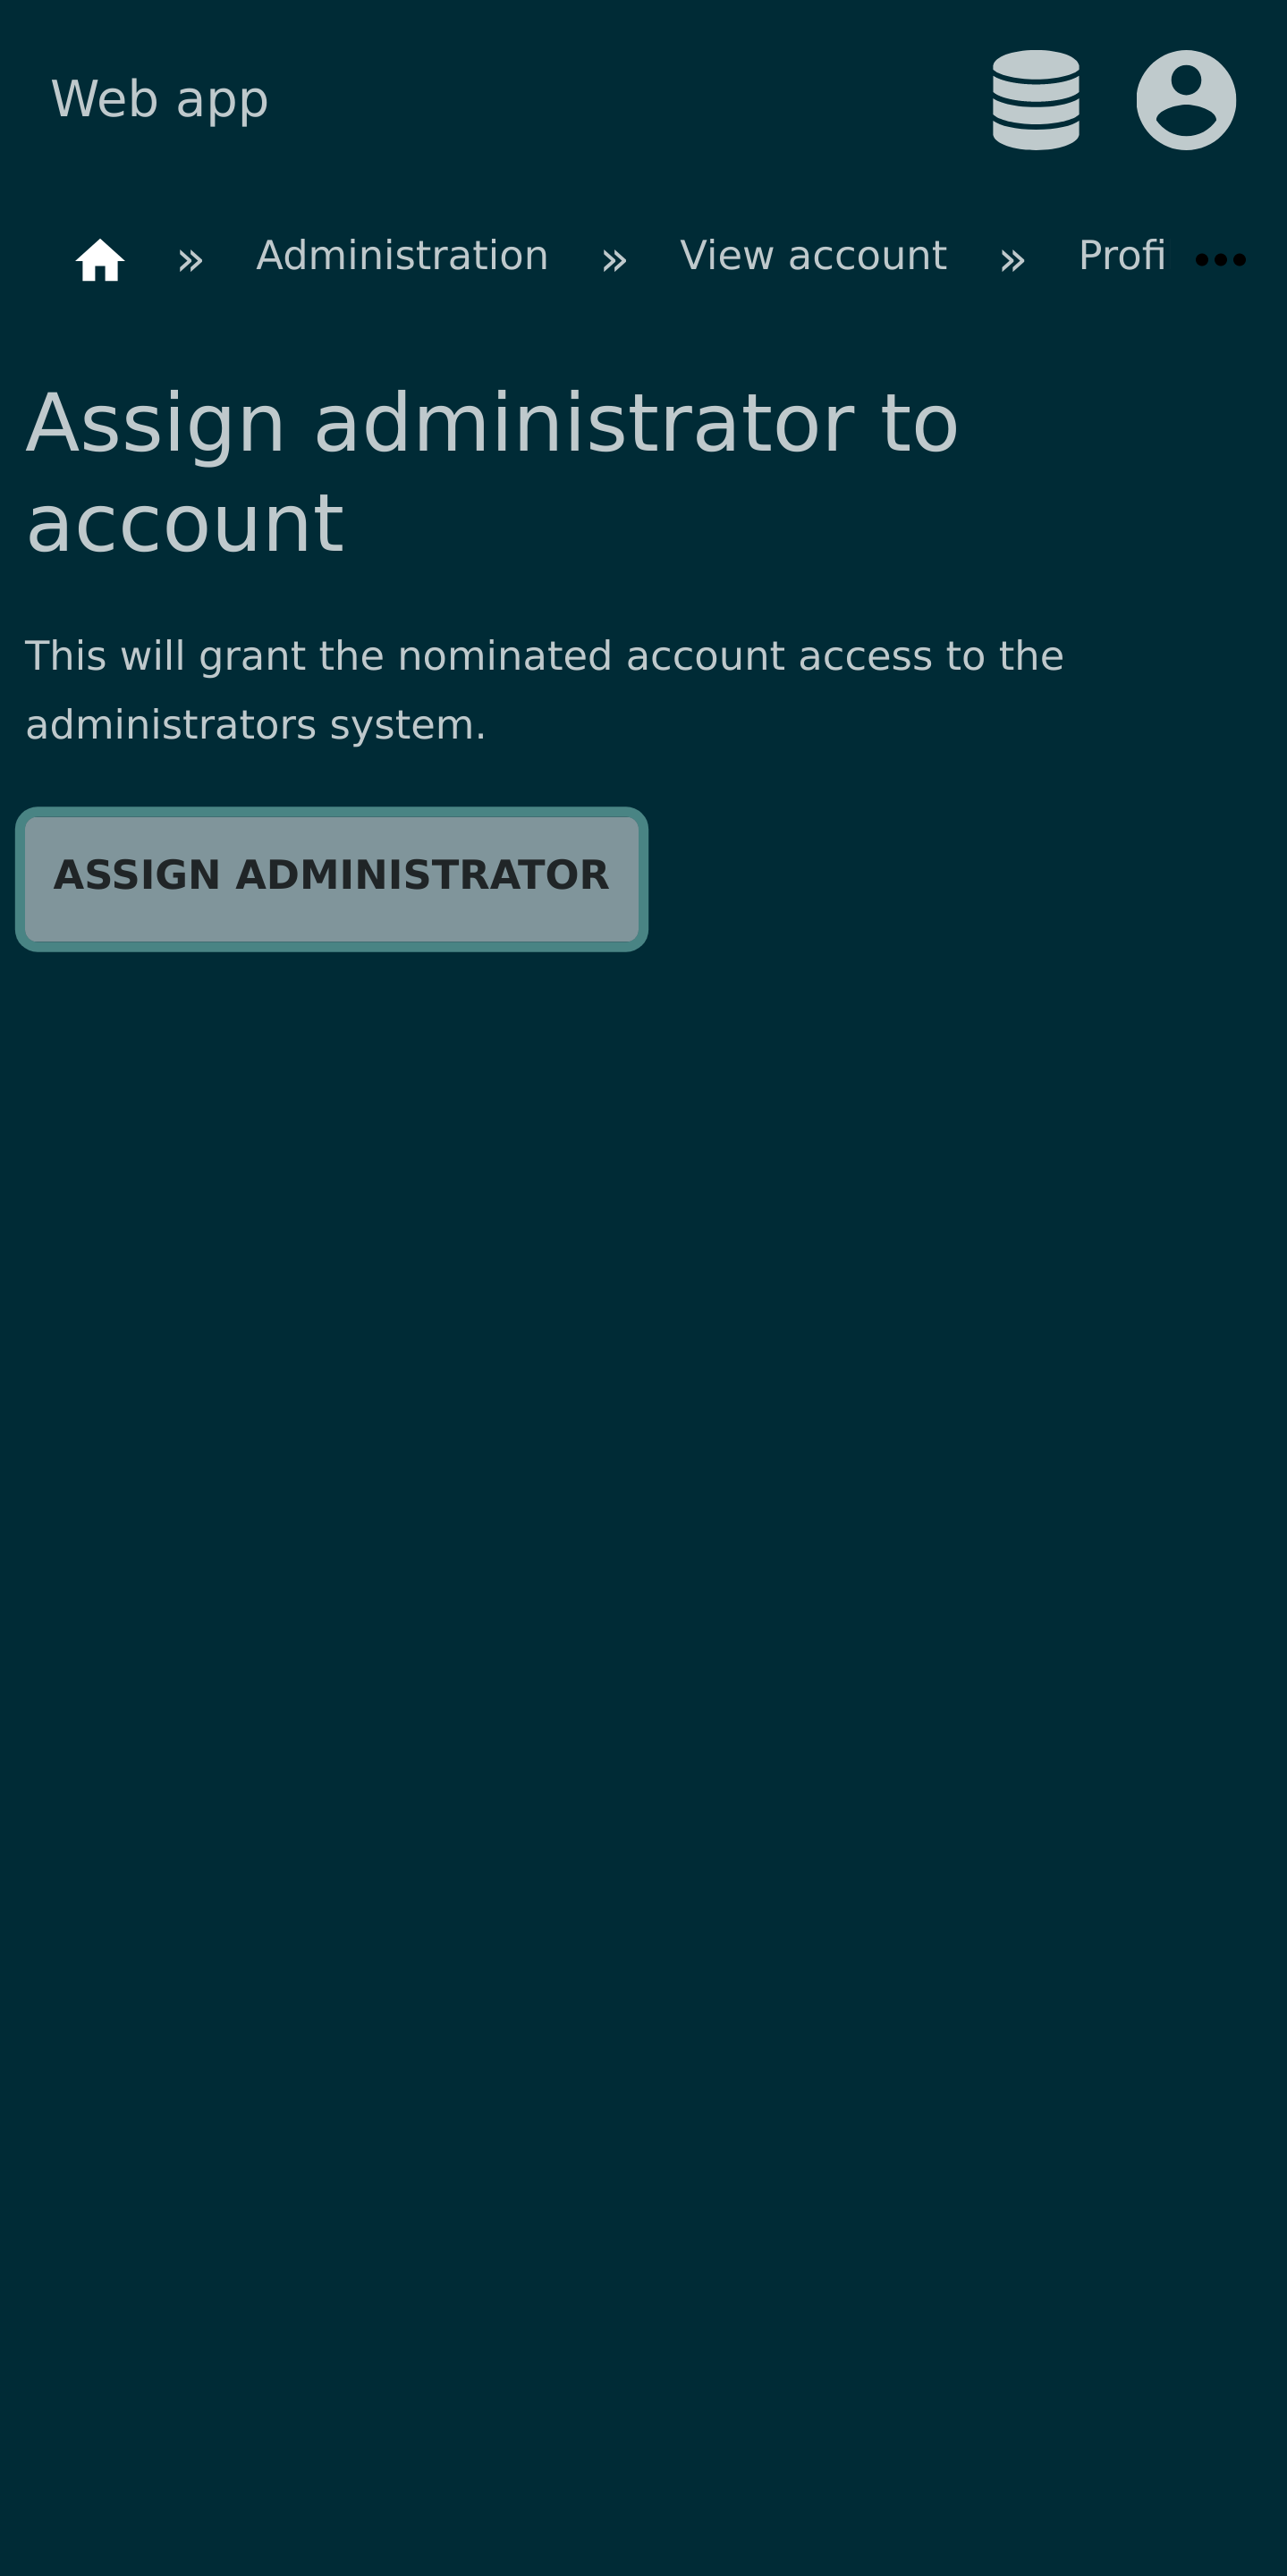 Web app
» Administration » View account » Profi •••
Assign administrator to
account
This will grant the nominated account access to the
administrators system.
ASSIGN ADMINISTRATOR